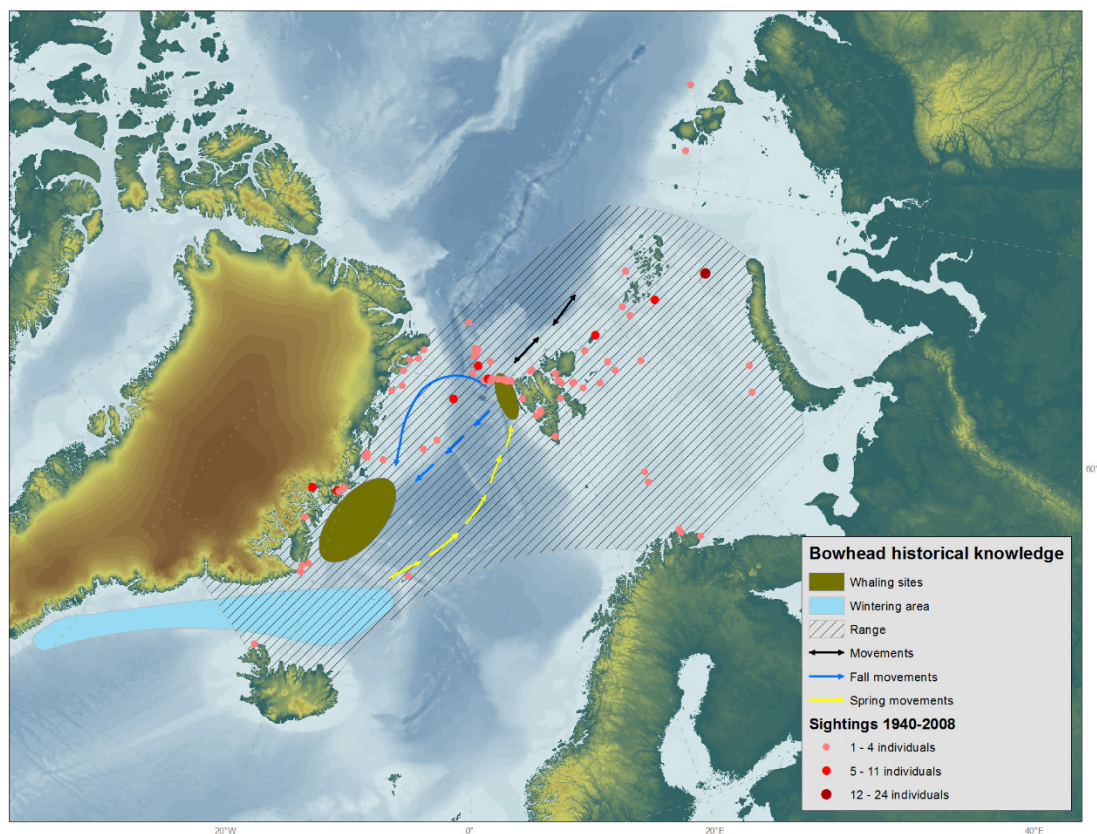 60°
Bowhead historical knowledge
Whaling sites
Wintering area
Range
Movements
Fall movements
Spring movements
Sightings 1940-2008
1 - 4 individuals
5 - 11 individuals
12 - 24 individuals
20°W 0° 20°E 40°E